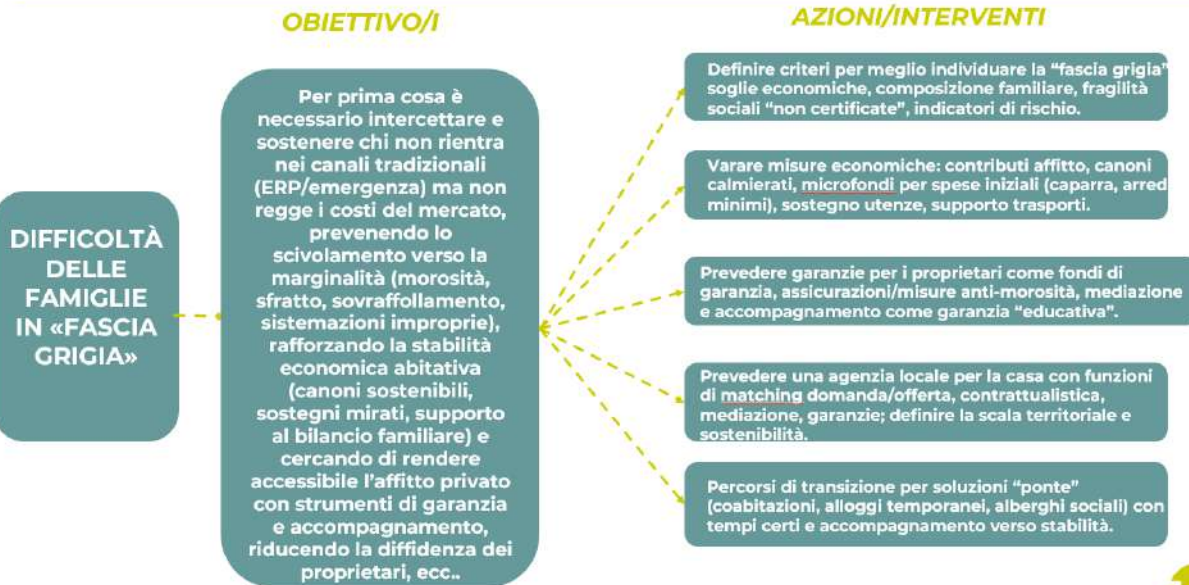 OBIETTIVO/I
AZIONI/INTERVENTI
DIFFICOLTÀ
DELLE
FAMIGLIE
IN «FASCIA
GRIGIA»
Per prima cosa è
necessario intercettare e
sostenere chi non rientra
nei canali tradizionali
(ERP/emergenza) ma non
regge i costi del mercato,
prevenendo lo
scivolamento verso la
marginalità (morosità,
sfratto, sovraffollamento,
sistemazioni improprie),
rafforzando la stabilità
economica abitativa
(canoni sostenibili,
sostegni mirati, supporto
al bilancio familiare) e
cercando di rendere
accessibile l'affitto privato
con strumenti di garanzia
e accompagnamento,
riducendo la diffidenza dei
proprietari, ecc..
Definire criteri per meglio individuare la "fascia grigia"
soglie economiche, composizione familiare, fragilità
sociali "non certificate", indicatori di rischio.
Varare misure economiche: contributi affitto, canoni
calmierati, microfondi per spese iniziali (caparra, arred
minimi), sostegno utenze, supporto trasporti.
Prevedere garanzie per i proprietari come fondi di
garanzia, assicurazioni/misure anti-morosità, mediazione
e accompagnamento come garanzia "educativa".
Prevedere una agenzia locale per la casa con funzioni
di matching domanda/offerta, contrattualistica,
mediazione, garanzie; definire la scala territoriale e
sostenibilità.
Percorsi di transizione per soluzioni "ponte"
(coabitazioni, alloggi temporanei, alberghi sociali) con
tempi certi e accompagnamento verso stabilità.